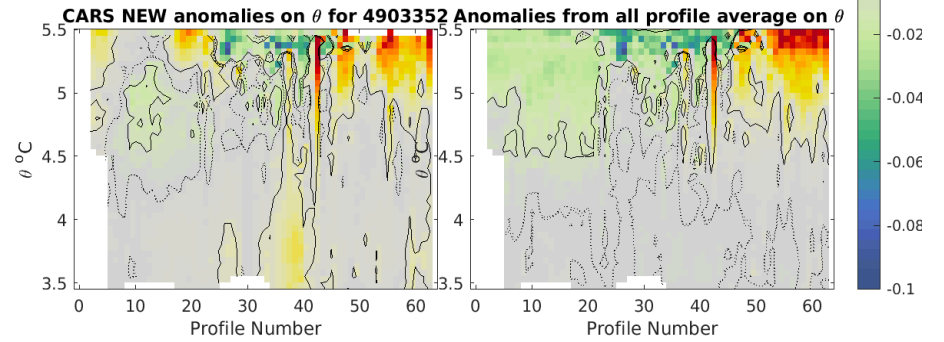 CARS NEW anomalies on θ for 4903352
Anomalies from all profile average on θ
5.5
5
4.5
4
3.5
θ °C
0 10 20 30 40 50 60
Profile Number
5.5
5
4.5
4
3.5
θ °C
0 10 20 30 40 50 60
Profile Number
-0.02
-0.04
-0.06
-0.08
-0.1